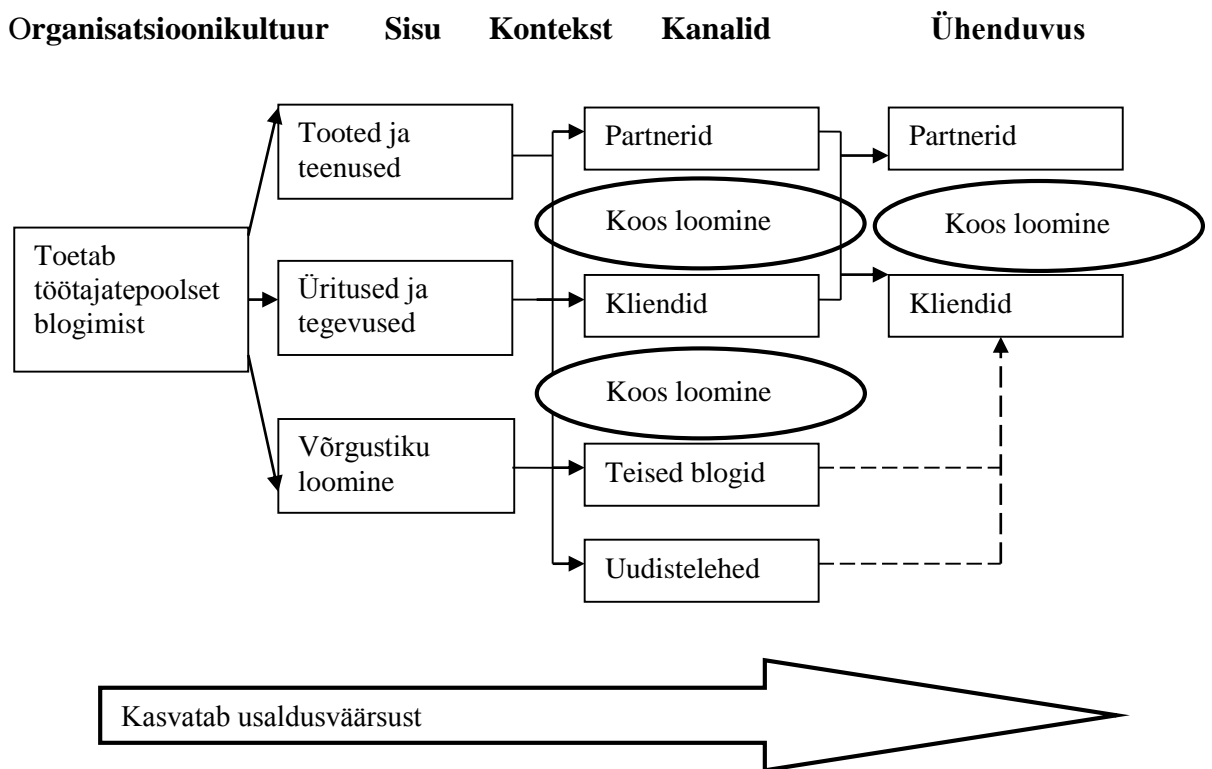 Organisatsioonikultuur Sisu Kontekst Kanalid Ühenduvus
Toetab
töötajatepoolset
blogimist
Tooted ja
teenused
Üritused ja
tegevused
Võrgustiku
loomine
Partnerid
Koos loomine
Kliendid
Koos loomine
Teised blogid
Uudistelehed
Partnerid
Koos loomine
Kliendid
Kasvatab usaldusväärsust